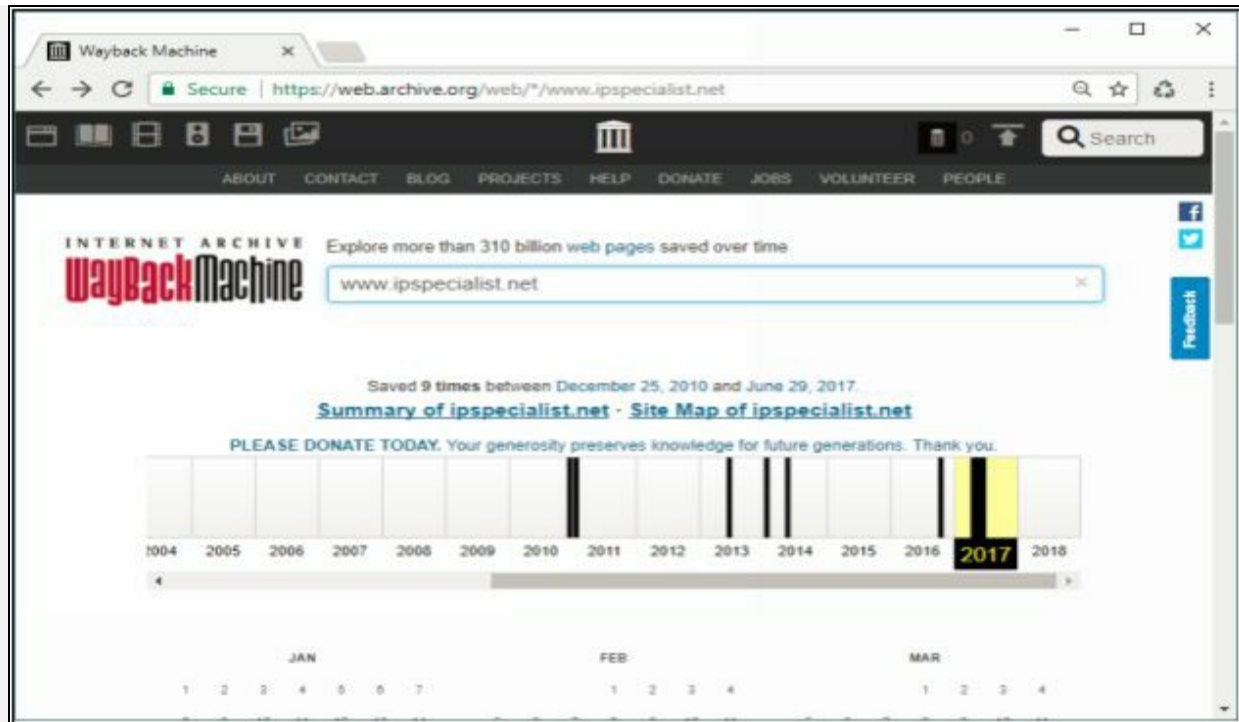 Wayback Machine
Secure | https://web.archive.org/web/*/www.ipspecialist.net
0 Search
ABOUT CONTACT BLOG PROJECTS HELP DONATE JOBS VOLUNTEER PEOPLE
INTERNET ARCHIVE
WayBackMachine
Explore more than 310 billion web pages saved over time
www.ipspecialist.net
Feedback
Saved 9 times between December 25, 2010 and June 29, 2017.
Summary of ipspecialist.net · Site Map of ipspecialist.net
PLEASE DONATE TODAY. Your generosity preserves knowledge for future generations. Thank you.
2004 2005 2006 2007 2008 2009 2010 2011 2012 2013 2014 2015 2016 2017 2018
JAN FEB MAR
1 2 3 4 5 6 7 1 2 3 4 1 2 3 4